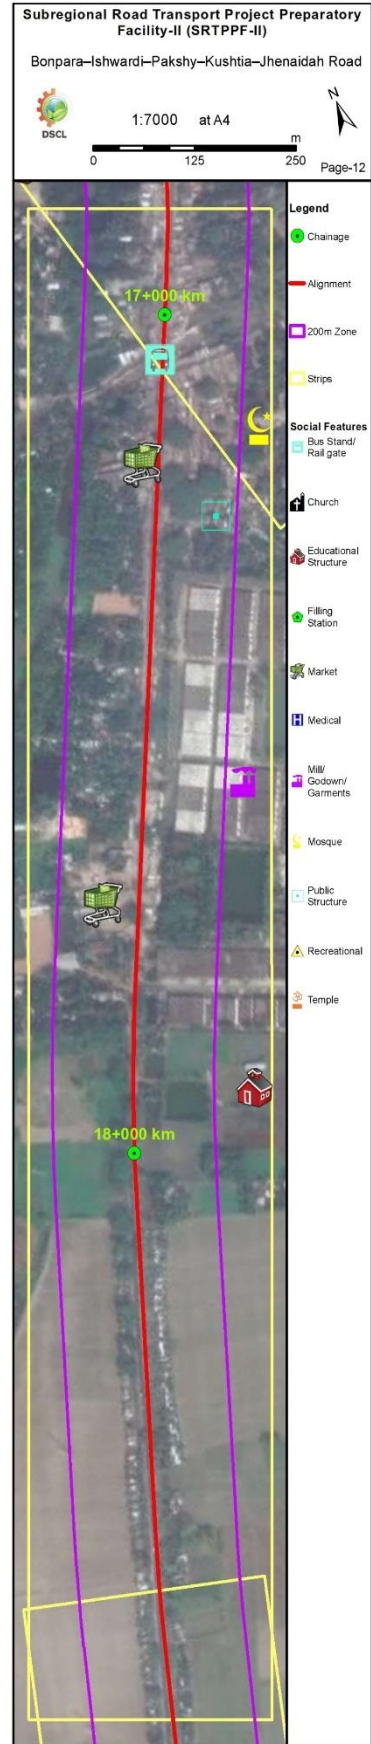 Subregional Road Transport Project Preparatory
Facility-II (SRTPPF-II)
Bonpara–Ishwardi–Pakshy–Kushtia–Jhenaidah Road
N
DSCL
1:7000 at A4
m
0 125 250
Page-12
Legend
Chainage
Alignment
200m Zone
Strips
Social Features
Bus Stand/
Rail gate
Church
Educational
Structure
Filling
Station
Market
H Medical
Mill/
Godown/
Garments
Mosque
Public
Structure
Recreational
Temple
17+000 km
18+000 km